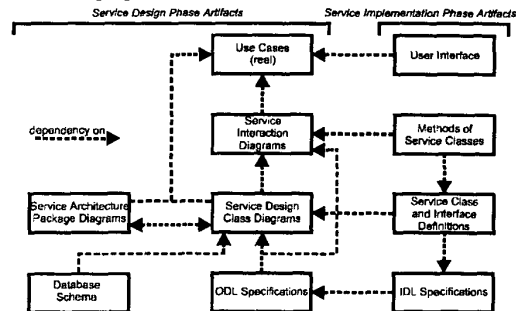 Service Design Phase Artifacts
Service Implementation Phase Artifacts
Use Cases
(reel)
User Interface
dependency on
Service
Interaction
Diagrams
Methods of
Service Classes
Service Architecture
Package Diagrams
Service Design
Class Diagrams
Service Class
and Interface
Definitions
Database
Schema
ODL Specifications
IDL Specifications